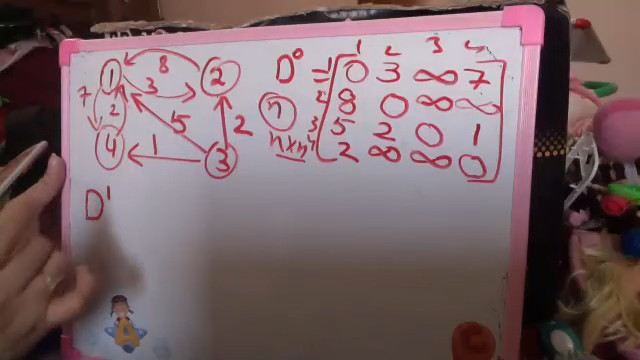 8
1 2
3
7 2 5 2
4 1 3
D⁰ = 1 2 3 4
1 0 3 ∞ 7
n 2 8 0 ∞ ∞
3 5 2 0 1
n×n 4 2 ∞ ∞ 0
D¹
A